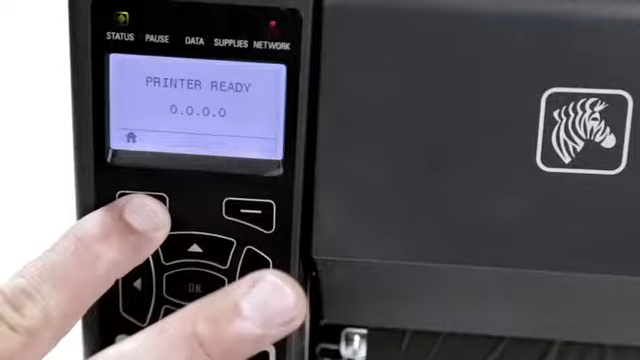 STATUS PAUSE DATA SUPPLIES NETWORK
PRINTER READY
0.0.0.0
OK